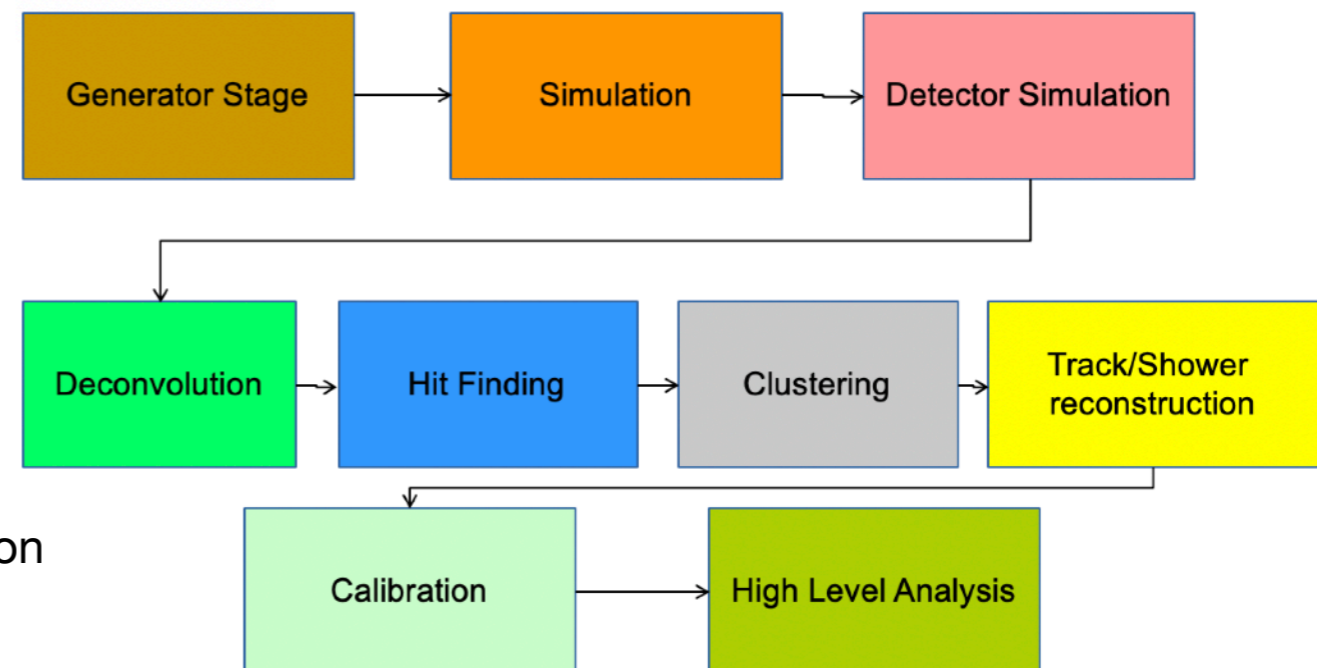 Generator Stage
Simulation
Detector Simulation
Deconvolution
Hit Finding
Clustering
Track/Shower
reconstruction
on
Calibration
High Level Analysis